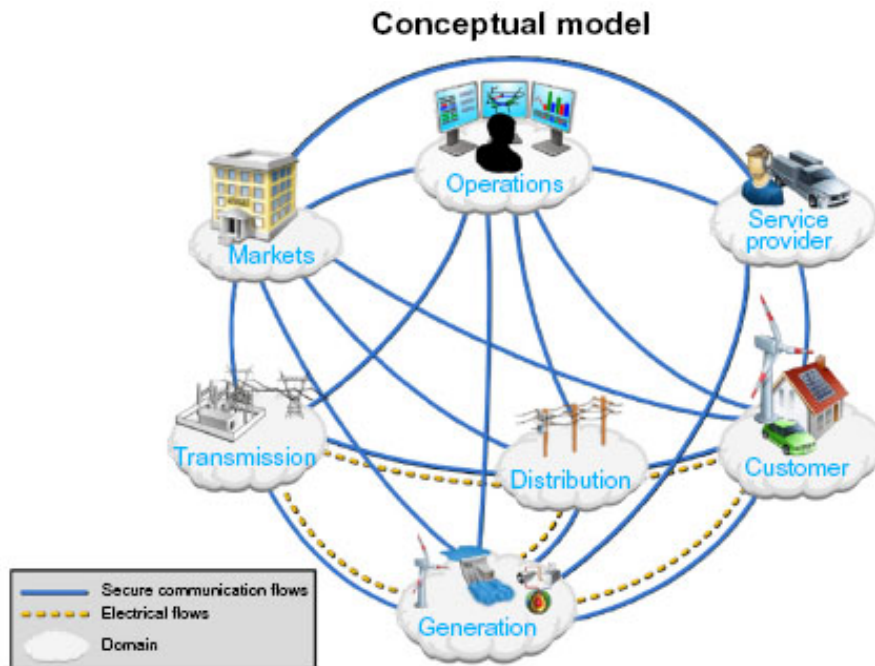 Conceptual model
Operations
Markets
Service
provider
Transmission
Distribution
Customer
Generation
Secure communication flows
Electrical flows
Domain